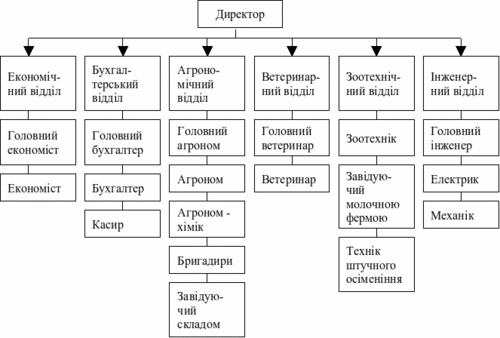 Директор
Економіч-
ний відділ
Бухгал-
терський
відділ
Агроно-
мічний
відділ
Ветеринар-
ний відділ
Зоотехніч-
ний відділ
Інженер-
ний відділ
Головний
економіст
Головний
бухгалтер
Головний
агроном
Головний
ветеринар
Зоотехнік
Головний
інженер
Економіст
Бухгалтер
Агроном
Ветеринар
Завідую-
чий
молочною
фермою
Електрик
Касир
Агроном -
хімік
Механік
Бригадири
Технік
штучного
осіменіння
Завідую-
чий
складом